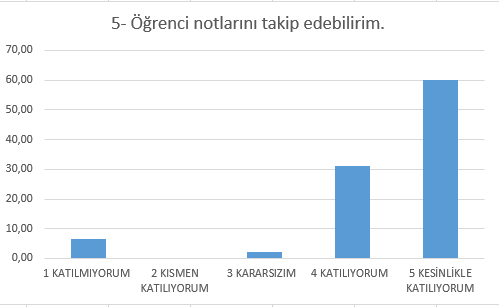 5- Öğrenci notlarını takip edebilirim.
70,00
60,00
50,00
40,00
30,00
20,00
10,00
0,00
1 KATILMIYORUM
2 KISMEN
KATILIYORUM
3 KARARSIZIM
4 KATILIYORUM
5 KESİNLİKLE
KATILIYORUM